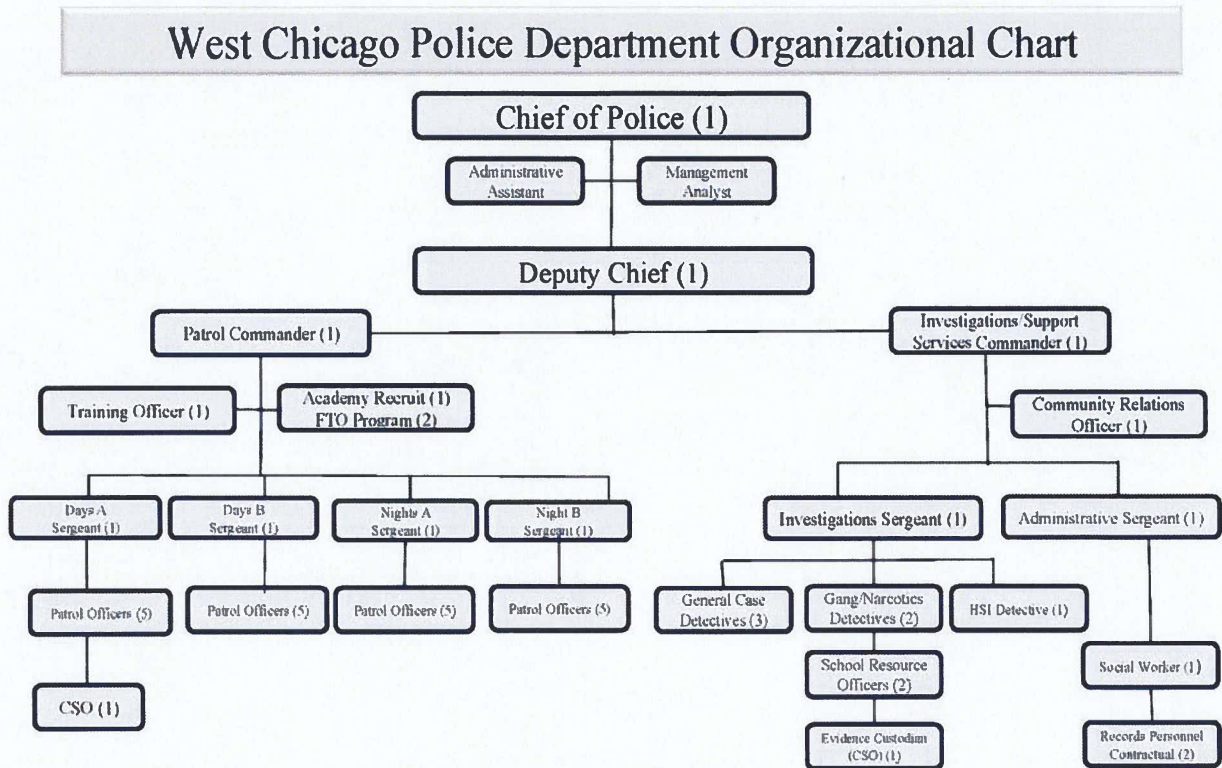 West Chicago Police Department Organizational Chart
Chief of Police (1)
Administrative
Assistant
Management
Analyst
Deputy Chief (1)
Patrol Commander (1)
Investigations/Support
Services Commander (1)
Training Officer (1)
Academy Recruit (1)
FTO Program (2)
Community Relations
Officer (1)
Days A
Sergeant (1)
Days B
Sergeant (1)
Nights A
Sergeant (1)
Night B
Sergeant (1)
Investigations Sergeant (1)
Administrative Sergeant (1)
Patrol Officers (5)
Patrol Officers (5)
Patrol Officers (5)
Patrol Officers (5)
General Case
Detectives (3)
Gang/Narcotics
Detectives (2)
HSI Detective (1)
School Resource
Officers (2)
Social Worker (1)
CSO (1)
Evidence Custodian
(CSO) (1)
Records Personnel
Contractual (2)